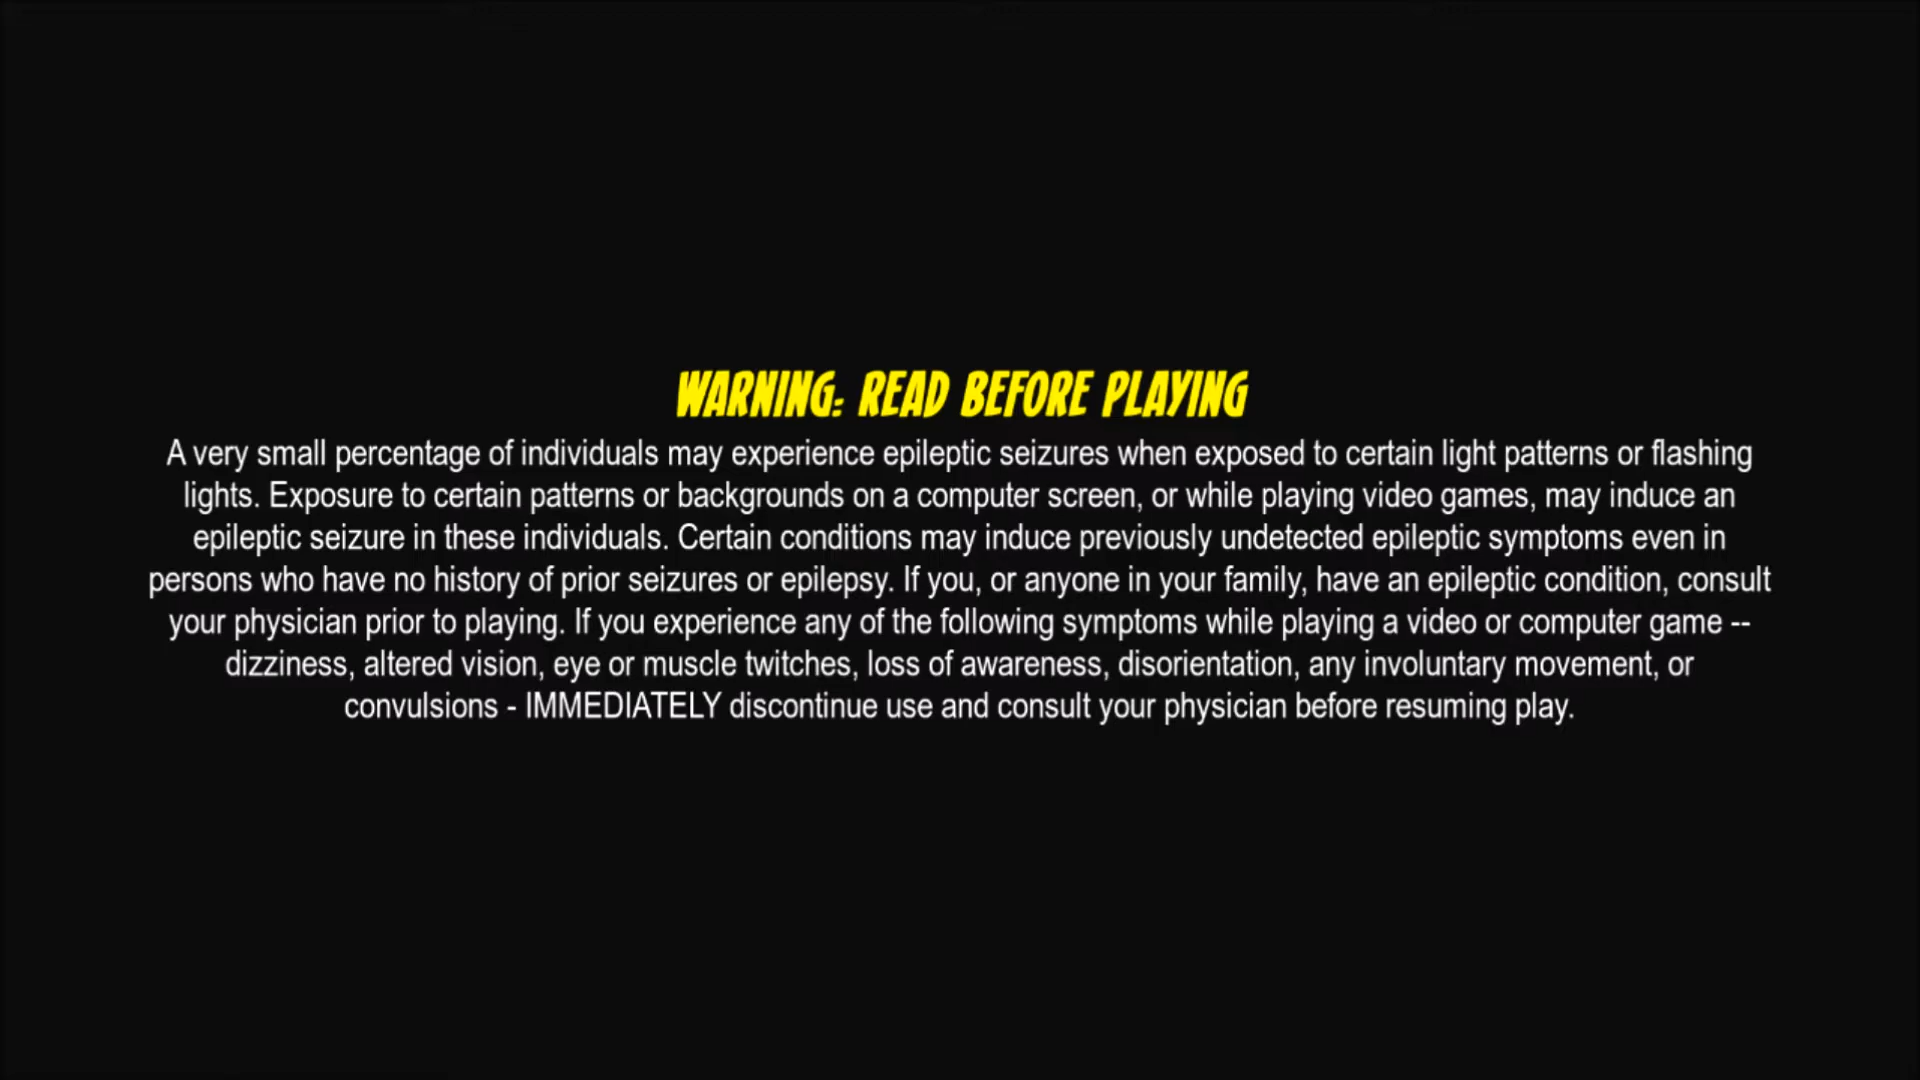 WARNING: READ BEFORE PLAYING
A very small percentage of individuals may experience epileptic seizures when exposed to certain light patterns or flashing
lights. Exposure to certain patterns or backgrounds on a computer screen, or while playing video games, may induce an
epileptic seizure in these individuals. Certain conditions may induce previously undetected epileptic symptoms even in
persons who have no history of prior seizures or epilepsy. If you, or anyone in your family, have an epileptic condition, consult
your physician prior to playing. If you experience any of the following symptoms while playing a video or computer game --
dizziness, altered vision, eye or muscle twitches, loss of awareness, disorientation, any involuntary movement, or
convulsions - IMMEDIATELY discontinue use and consult your physician before resuming play.